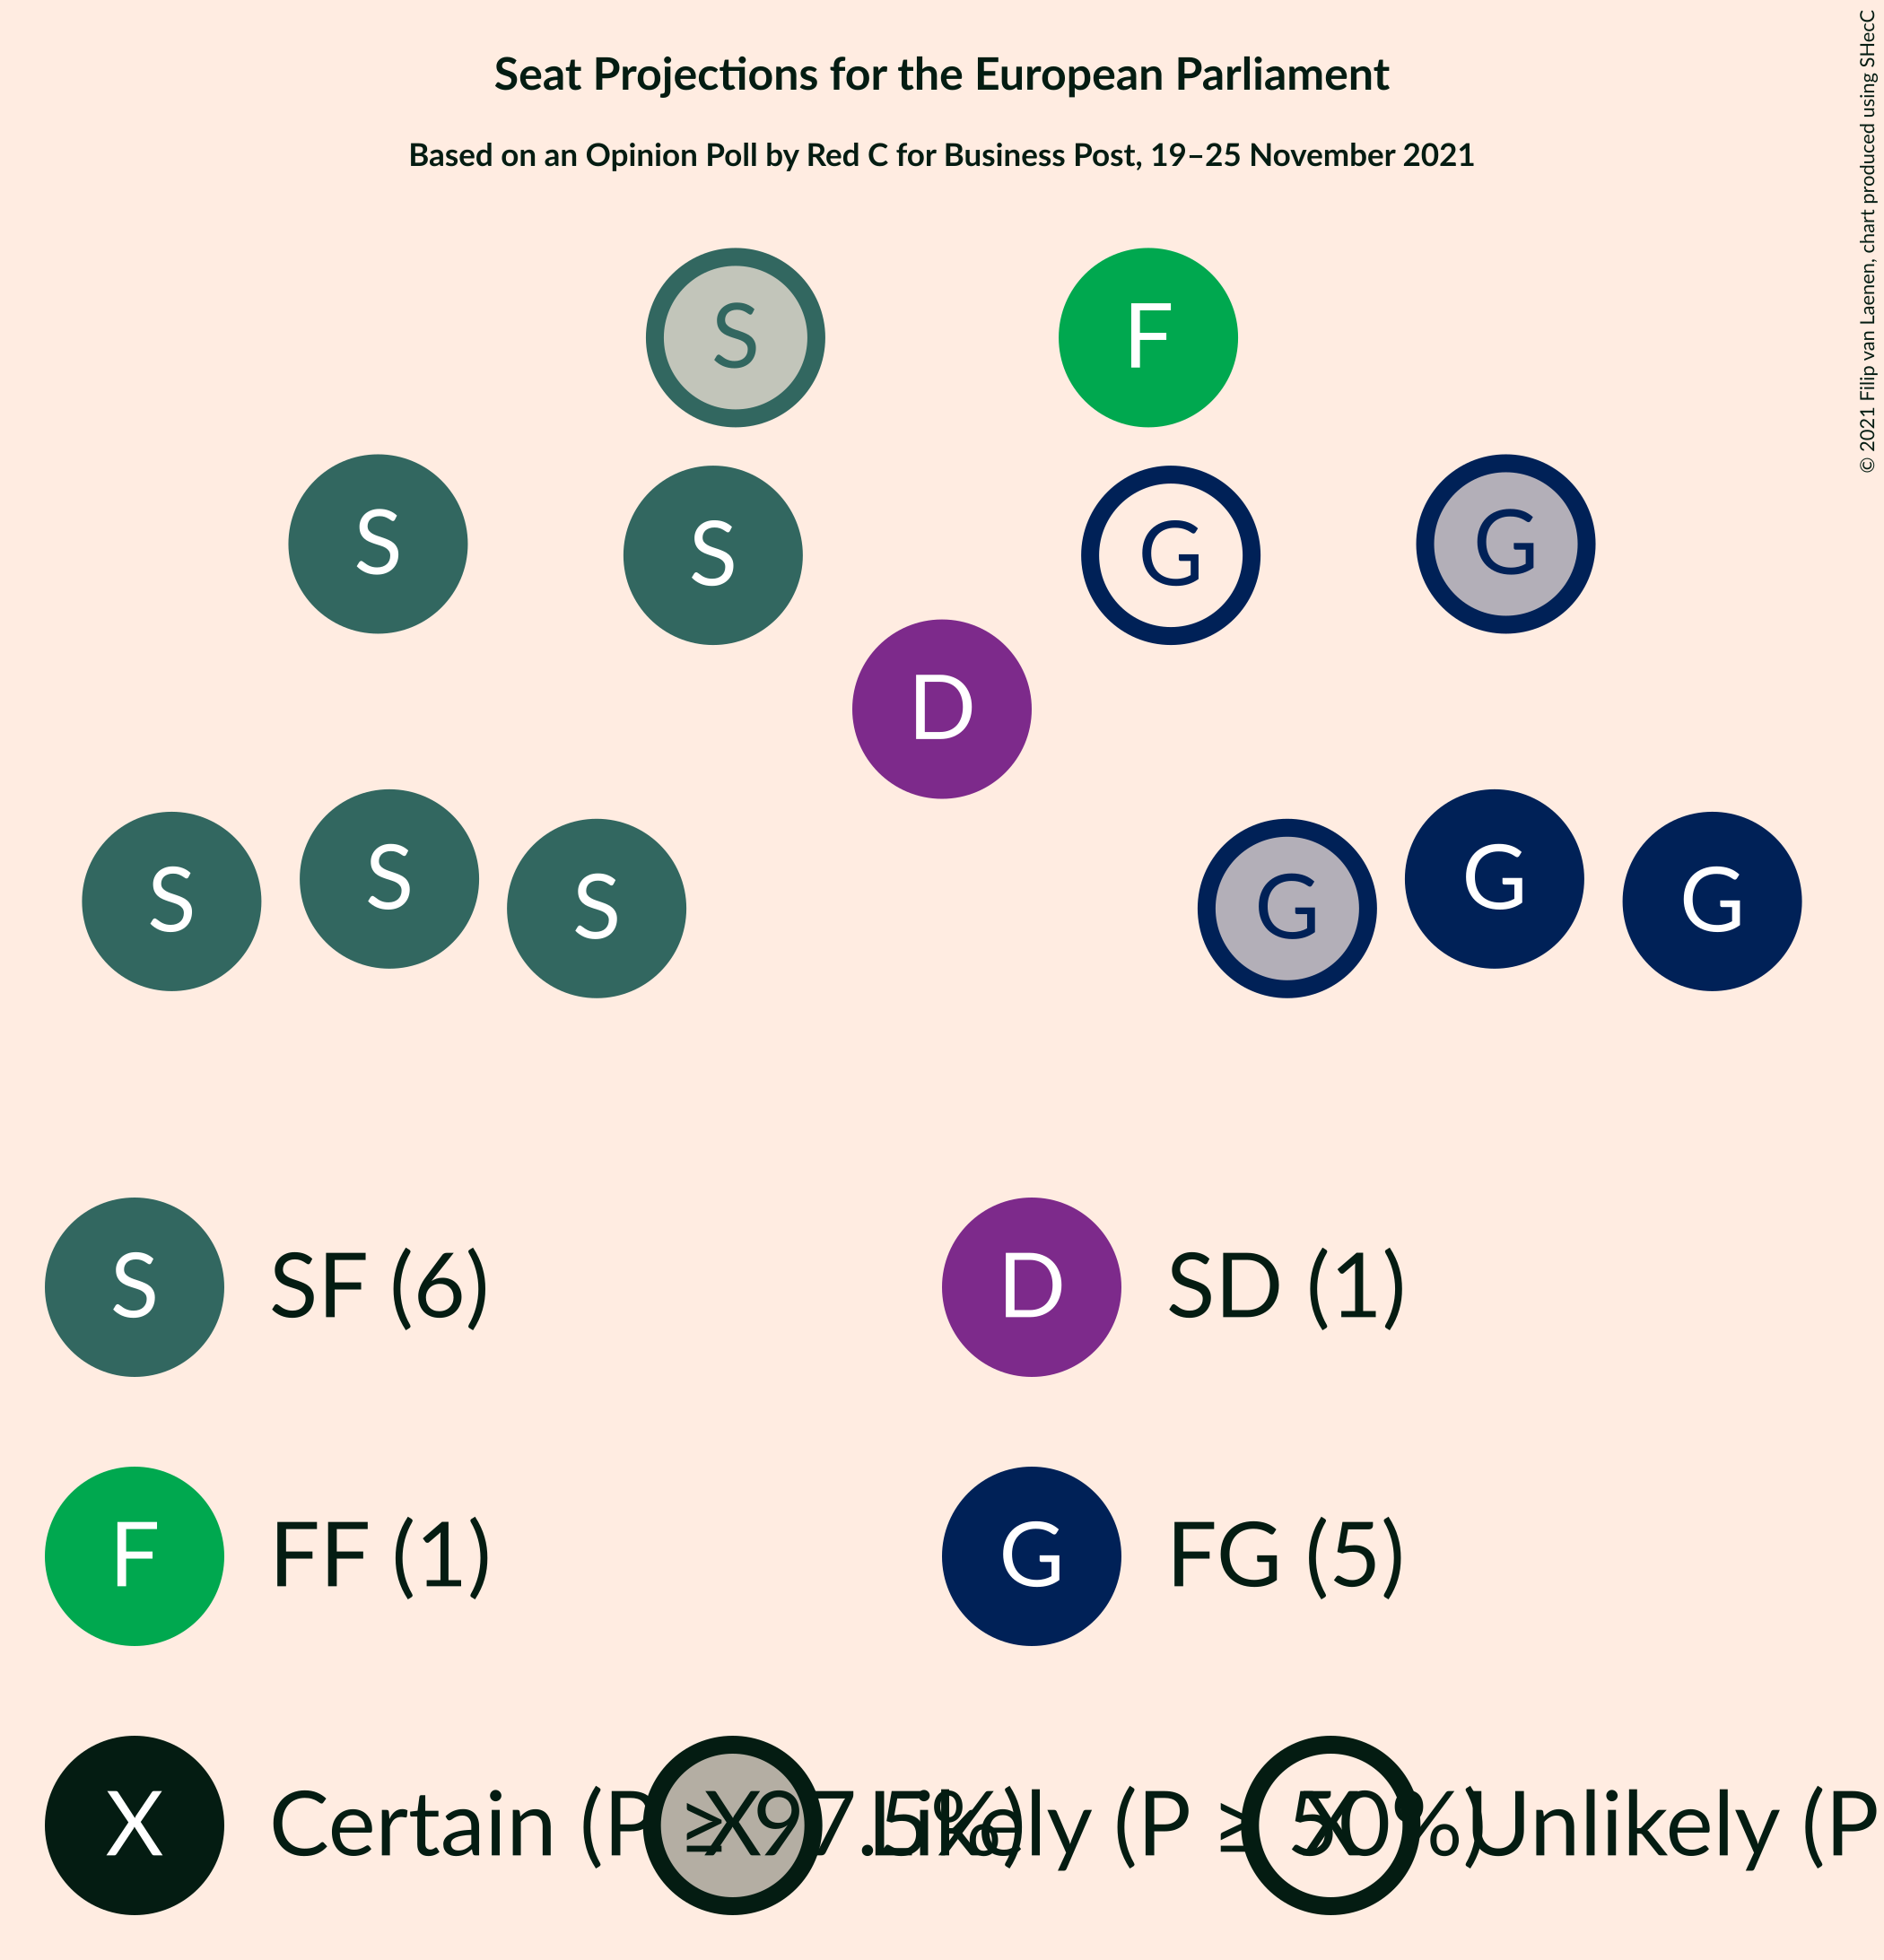 Seat Projections for the European Parliament
Based on an Opinion Poll by Red C for Business Post, 19–25 November 2021
© 2021 Filip van Laenen, chart produced using SHecC
S F
S S G G
D
S S S G G G
S SF (6) D SD (1)
F FF (1) G FG (5)
X Certain (P ≥ 97.5%) X Likely (P ≥ 50%) X Unlikely (P